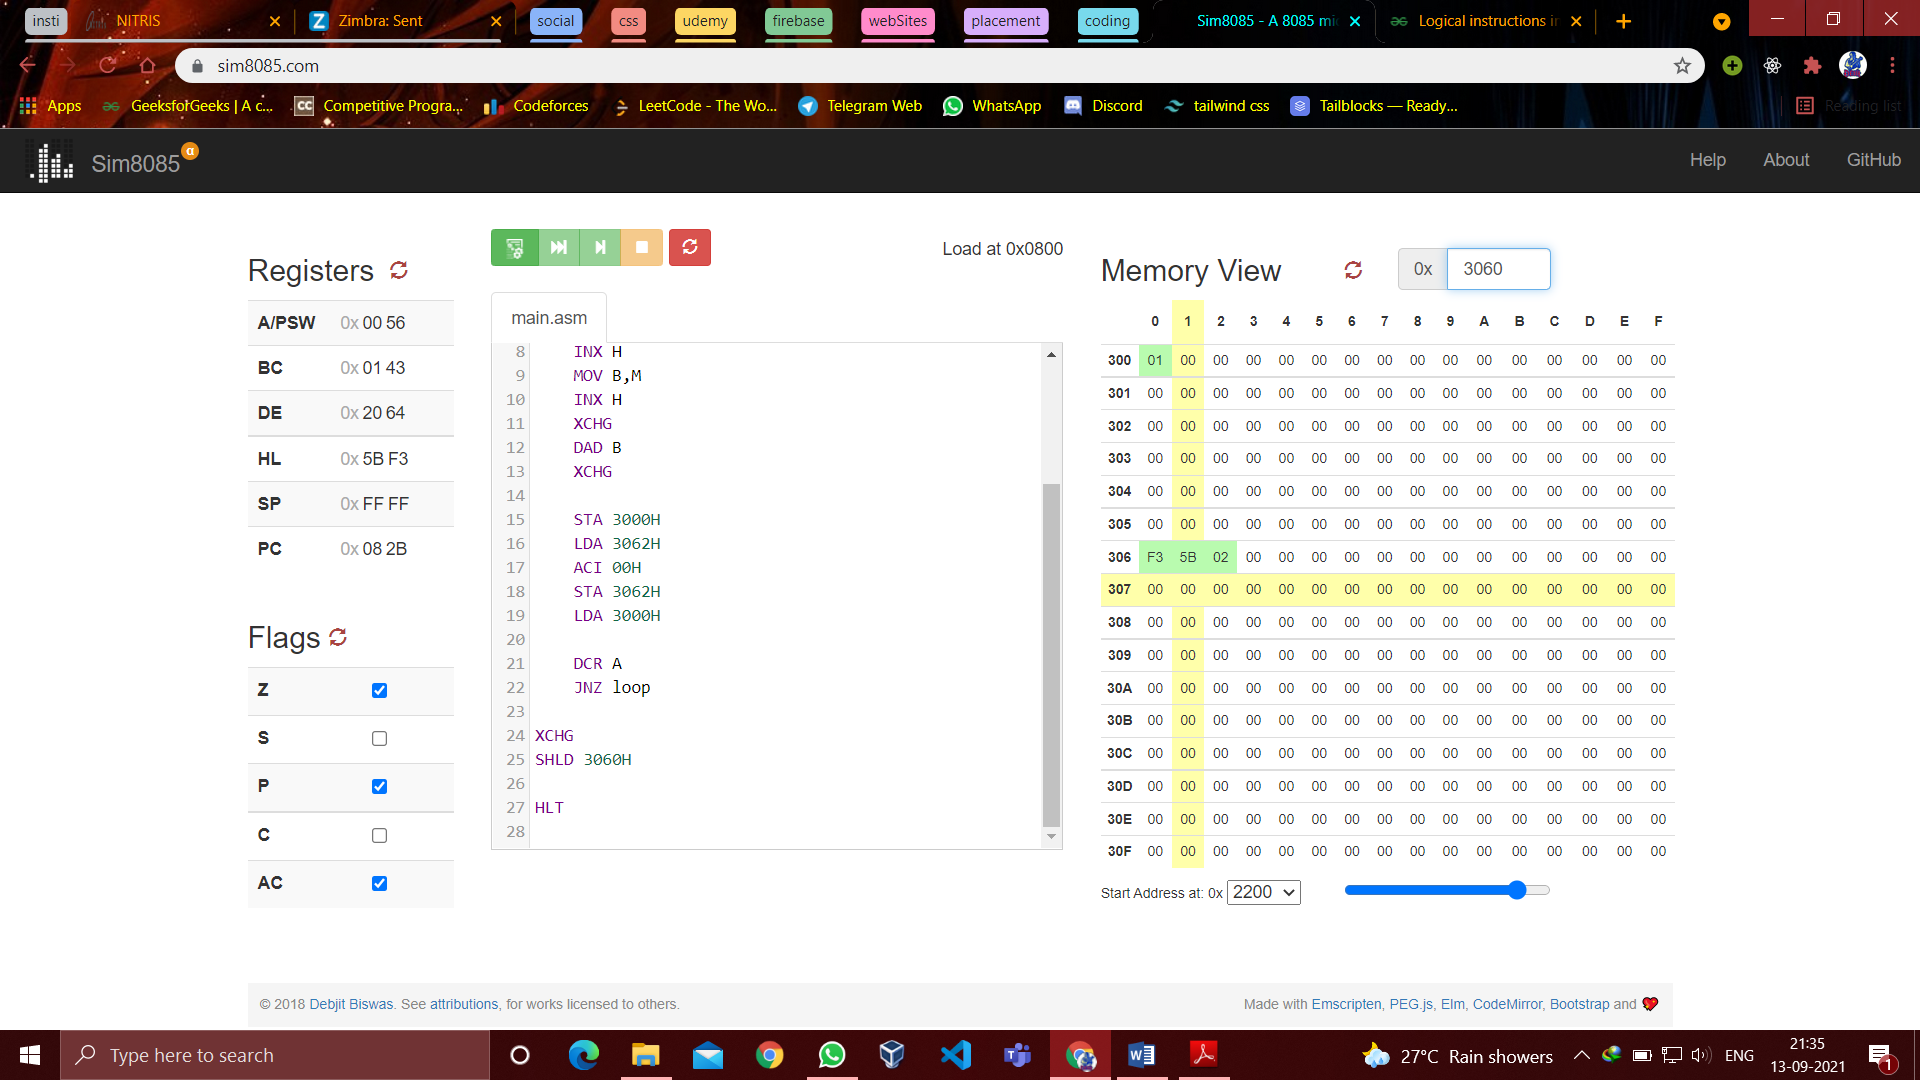 insti NITRIS Zimbra: Sent social css udemy firebase webSites placement coding Sim8085 - A 8085 mi Logical instructions in
sim8085.com
Apps GeeksforGeeks | A c... CC Competitive Progra... Codeforces LeetCode - The Wo... Telegram Web WhatsApp Discord tailwind css Tailblocks — Ready... Reading list
Sim8085 α Help About GitHub
Load at 0x0800
Registers
A/PSW 0x 00 56
BC 0x 01 43
DE 0x 20 64
HL 0x 5B F3
SP 0x FF FF
PC 0x 08 2B
Flags
Z
S
P
C
AC
main.asm
8 INX H
9 MOV B,M
10 INX H
11 XCHG
12 DAD B
13 XCHG
14
15 STA 3000H
16 LDA 3062H
17 ACI 00H
18 STA 3062H
19 LDA 3000H
20
21 DCR A
22 JNZ loop
23
24 XCHG
25 SHLD 3060H
26
27 HLT
28
Memory View 0x 3060
0 1 2 3 4 5 6 7 8 9 A B C D E F
300 01 00 00 00 00 00 00 00 00 00 00 00 00 00 00 00
301 00 00 00 00 00 00 00 00 00 00 00 00 00 00 00 00
302 00 00 00 00 00 00 00 00 00 00 00 00 00 00 00 00
303 00 00 00 00 00 00 00 00 00 00 00 00 00 00 00 00
304 00 00 00 00 00 00 00 00 00 00 00 00 00 00 00 00
305 00 00 00 00 00 00 00 00 00 00 00 00 00 00 00 00
306 F3 5B 02 00 00 00 00 00 00 00 00 00 00 00 00 00
307 00 00 00 00 00 00 00 00 00 00 00 00 00 00 00 00
308 00 00 00 00 00 00 00 00 00 00 00 00 00 00 00 00
309 00 00 00 00 00 00 00 00 00 00 00 00 00 00 00 00
30A 00 00 00 00 00 00 00 00 00 00 00 00 00 00 00 00
30B 00 00 00 00 00 00 00 00 00 00 00 00 00 00 00 00
30C 00 00 00 00 00 00 00 00 00 00 00 00 00 00 00 00
30D 00 00 00 00 00 00 00 00 00 00 00 00 00 00 00 00
30E 00 00 00 00 00 00 00 00 00 00 00 00 00 00 00 00
30F 00 00 00 00 00 00 00 00 00 00 00 00 00 00 00 00
Start Address at: 0x 2200
© 2018 Debjit Biswas. See attributions, for works licensed to others. Made with Emscripten, PEG.js, Elm, CodeMirror, Bootstrap and
Type here to search 27°C Rain showers ENG 21:35
13-09-2021 1